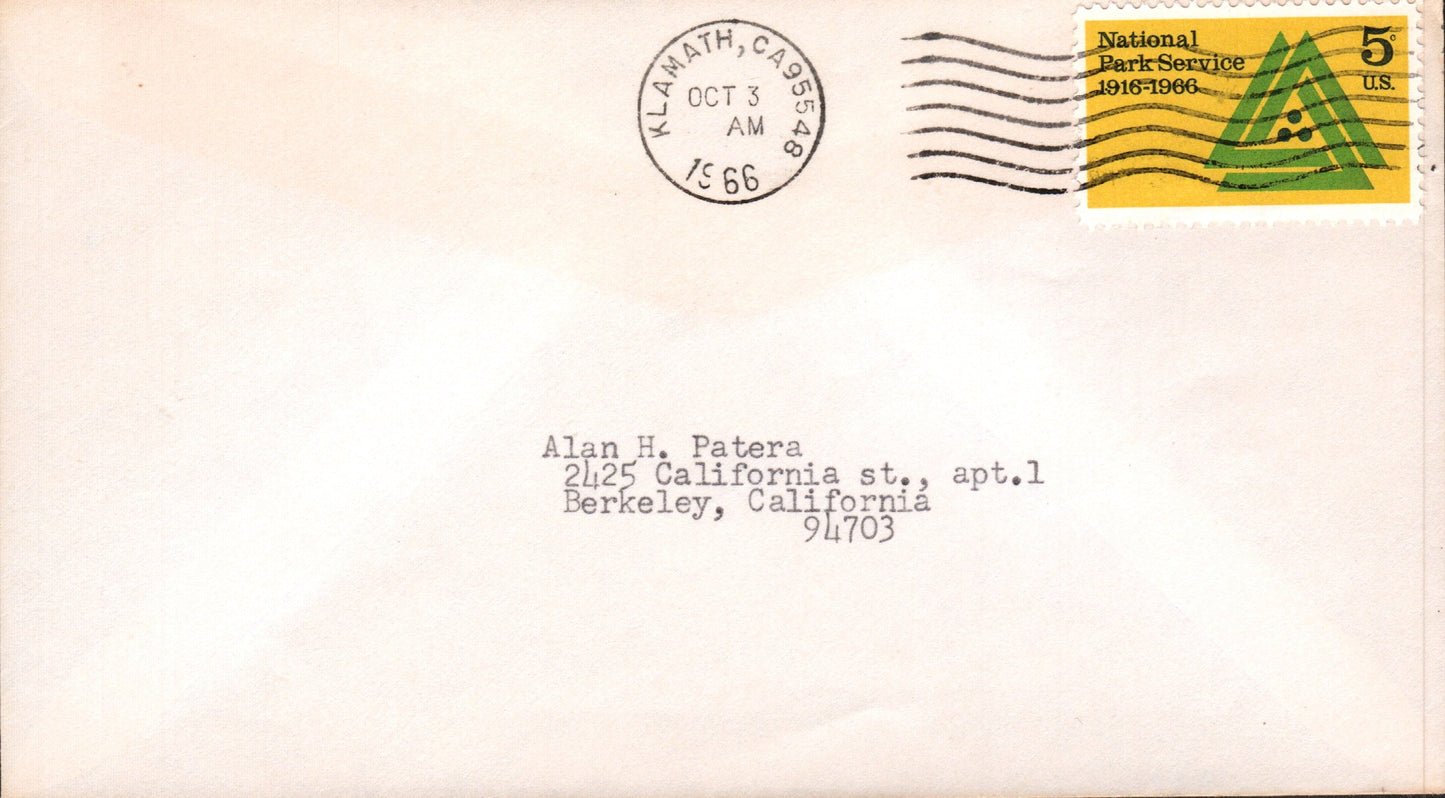 KLAMATH, CA 95548
OCT 3
AM
1966
National
Park Service
1916-1966
5c
U.S.
Alan H. Patera
2425 California st., apt.1
Berkeley, California
94703